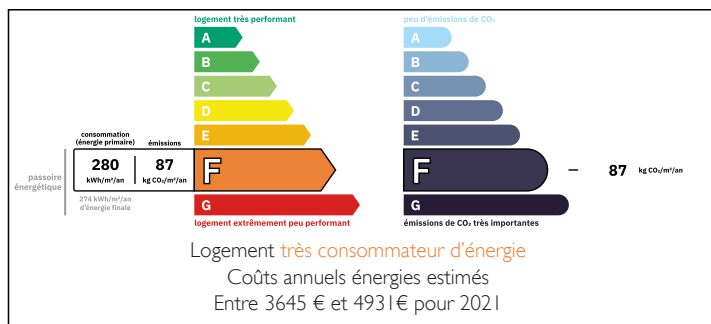 logement très performant
A
B
C
D
E
consommation
(énergie primaire)
émissions
280
kWh/m²/an
87
kg CO₂/m²/an
F
passoire
énergétique
274 kWh/m²/an
d'énergie finale
G
logement extrêmement peu performant
peu d'émissions de CO₂
A
B
C
D
E
F
87 kg CO₂/m²/an
G
émissions de CO₂ très importantes
Logement très consommateur d'énergie
Coûts annuels énergies estimés
Entre 3645 € et 4931€ pour 2021